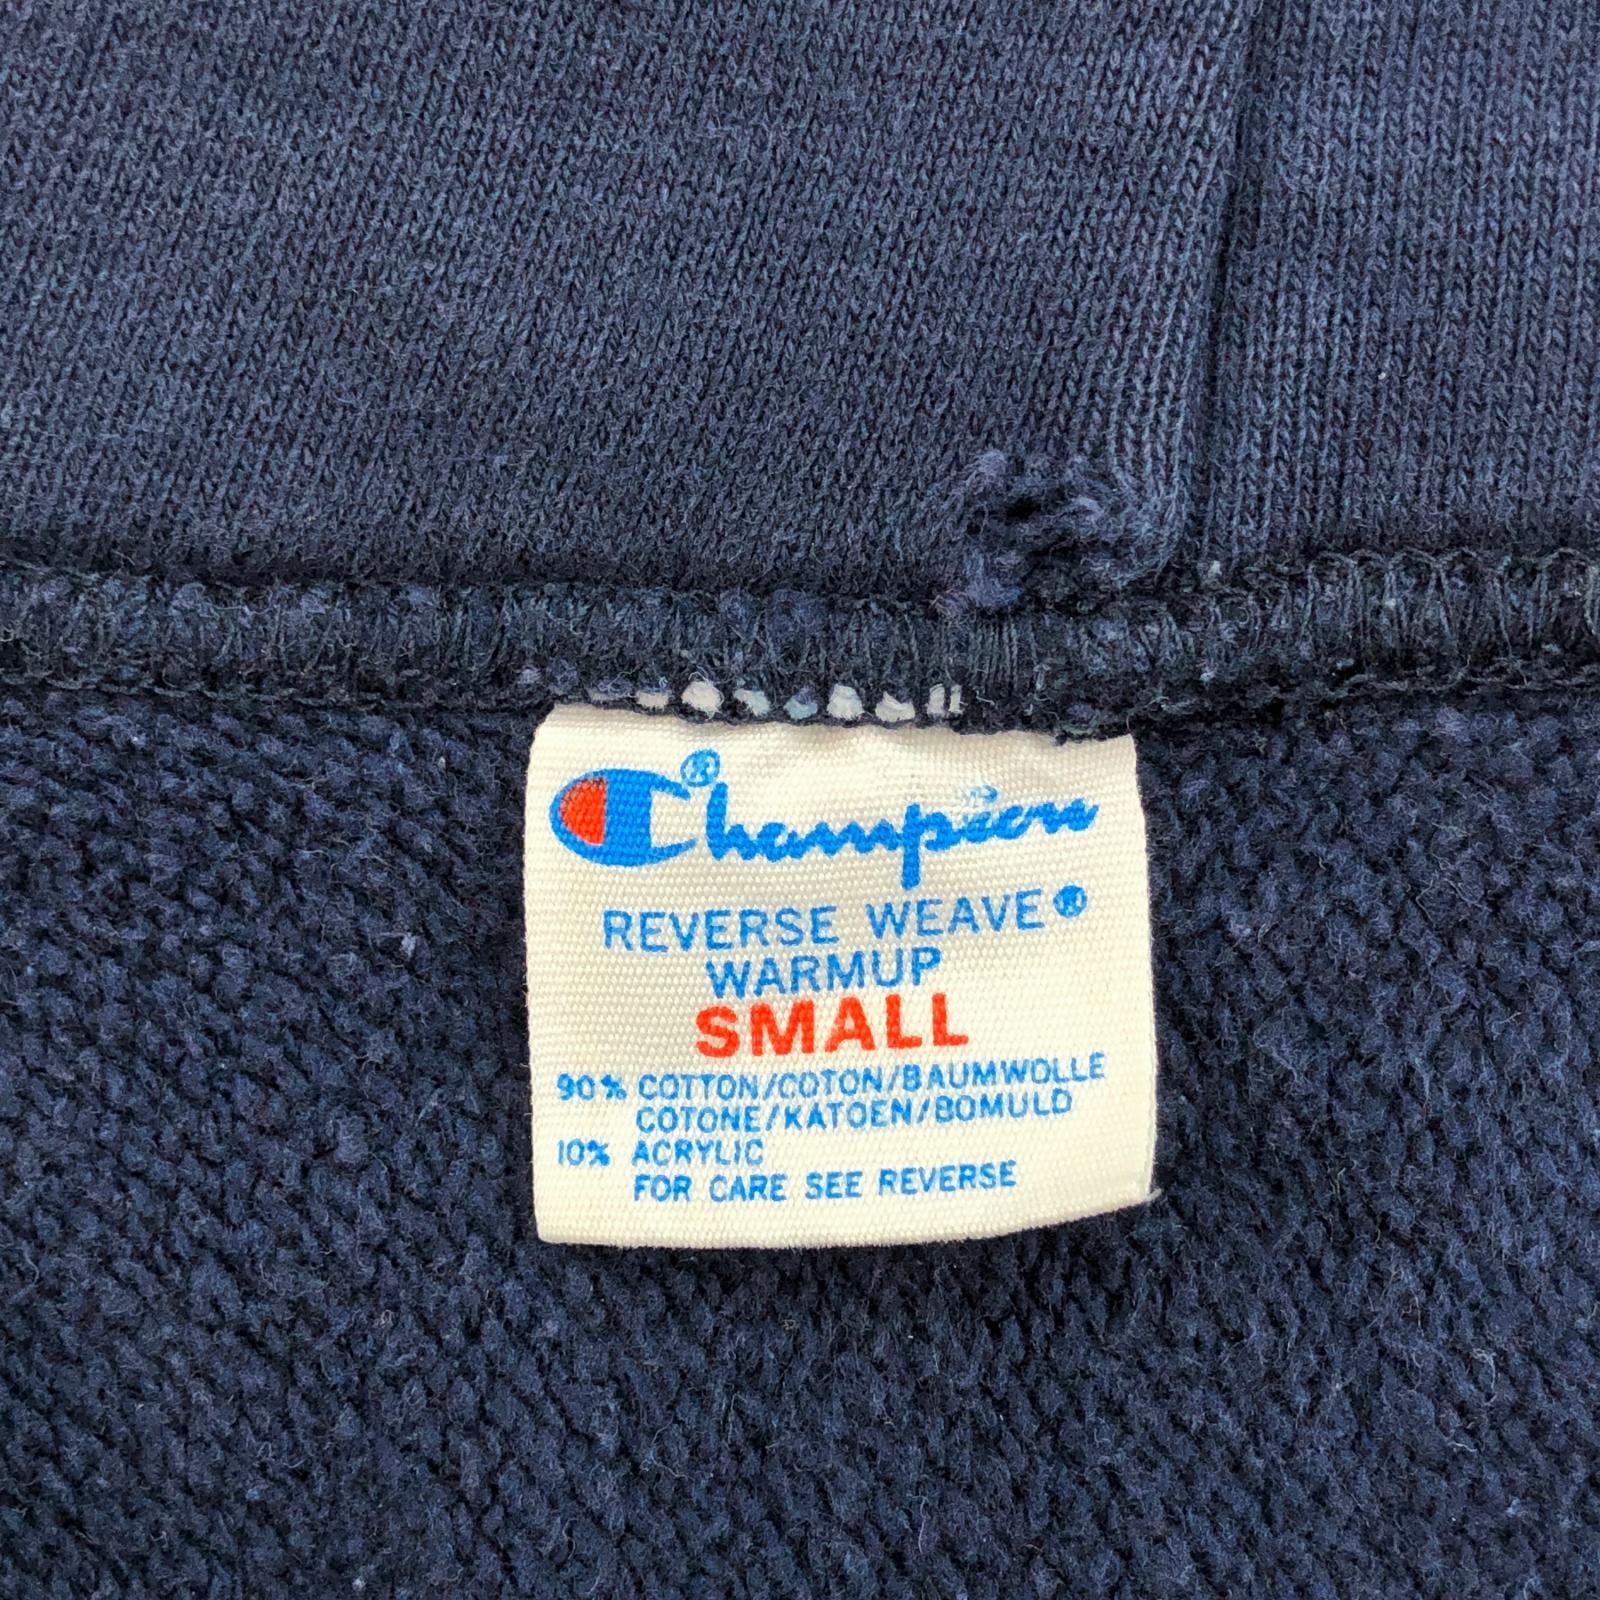 Champion®
REVERSE WEAVE®
WARMUP
SMALL
90% COTTON/COTON/BAUMWOLLE
COTONE/KATOEN/BOMULD
10% ACRYLIC
FOR CARE SEE REVERSE